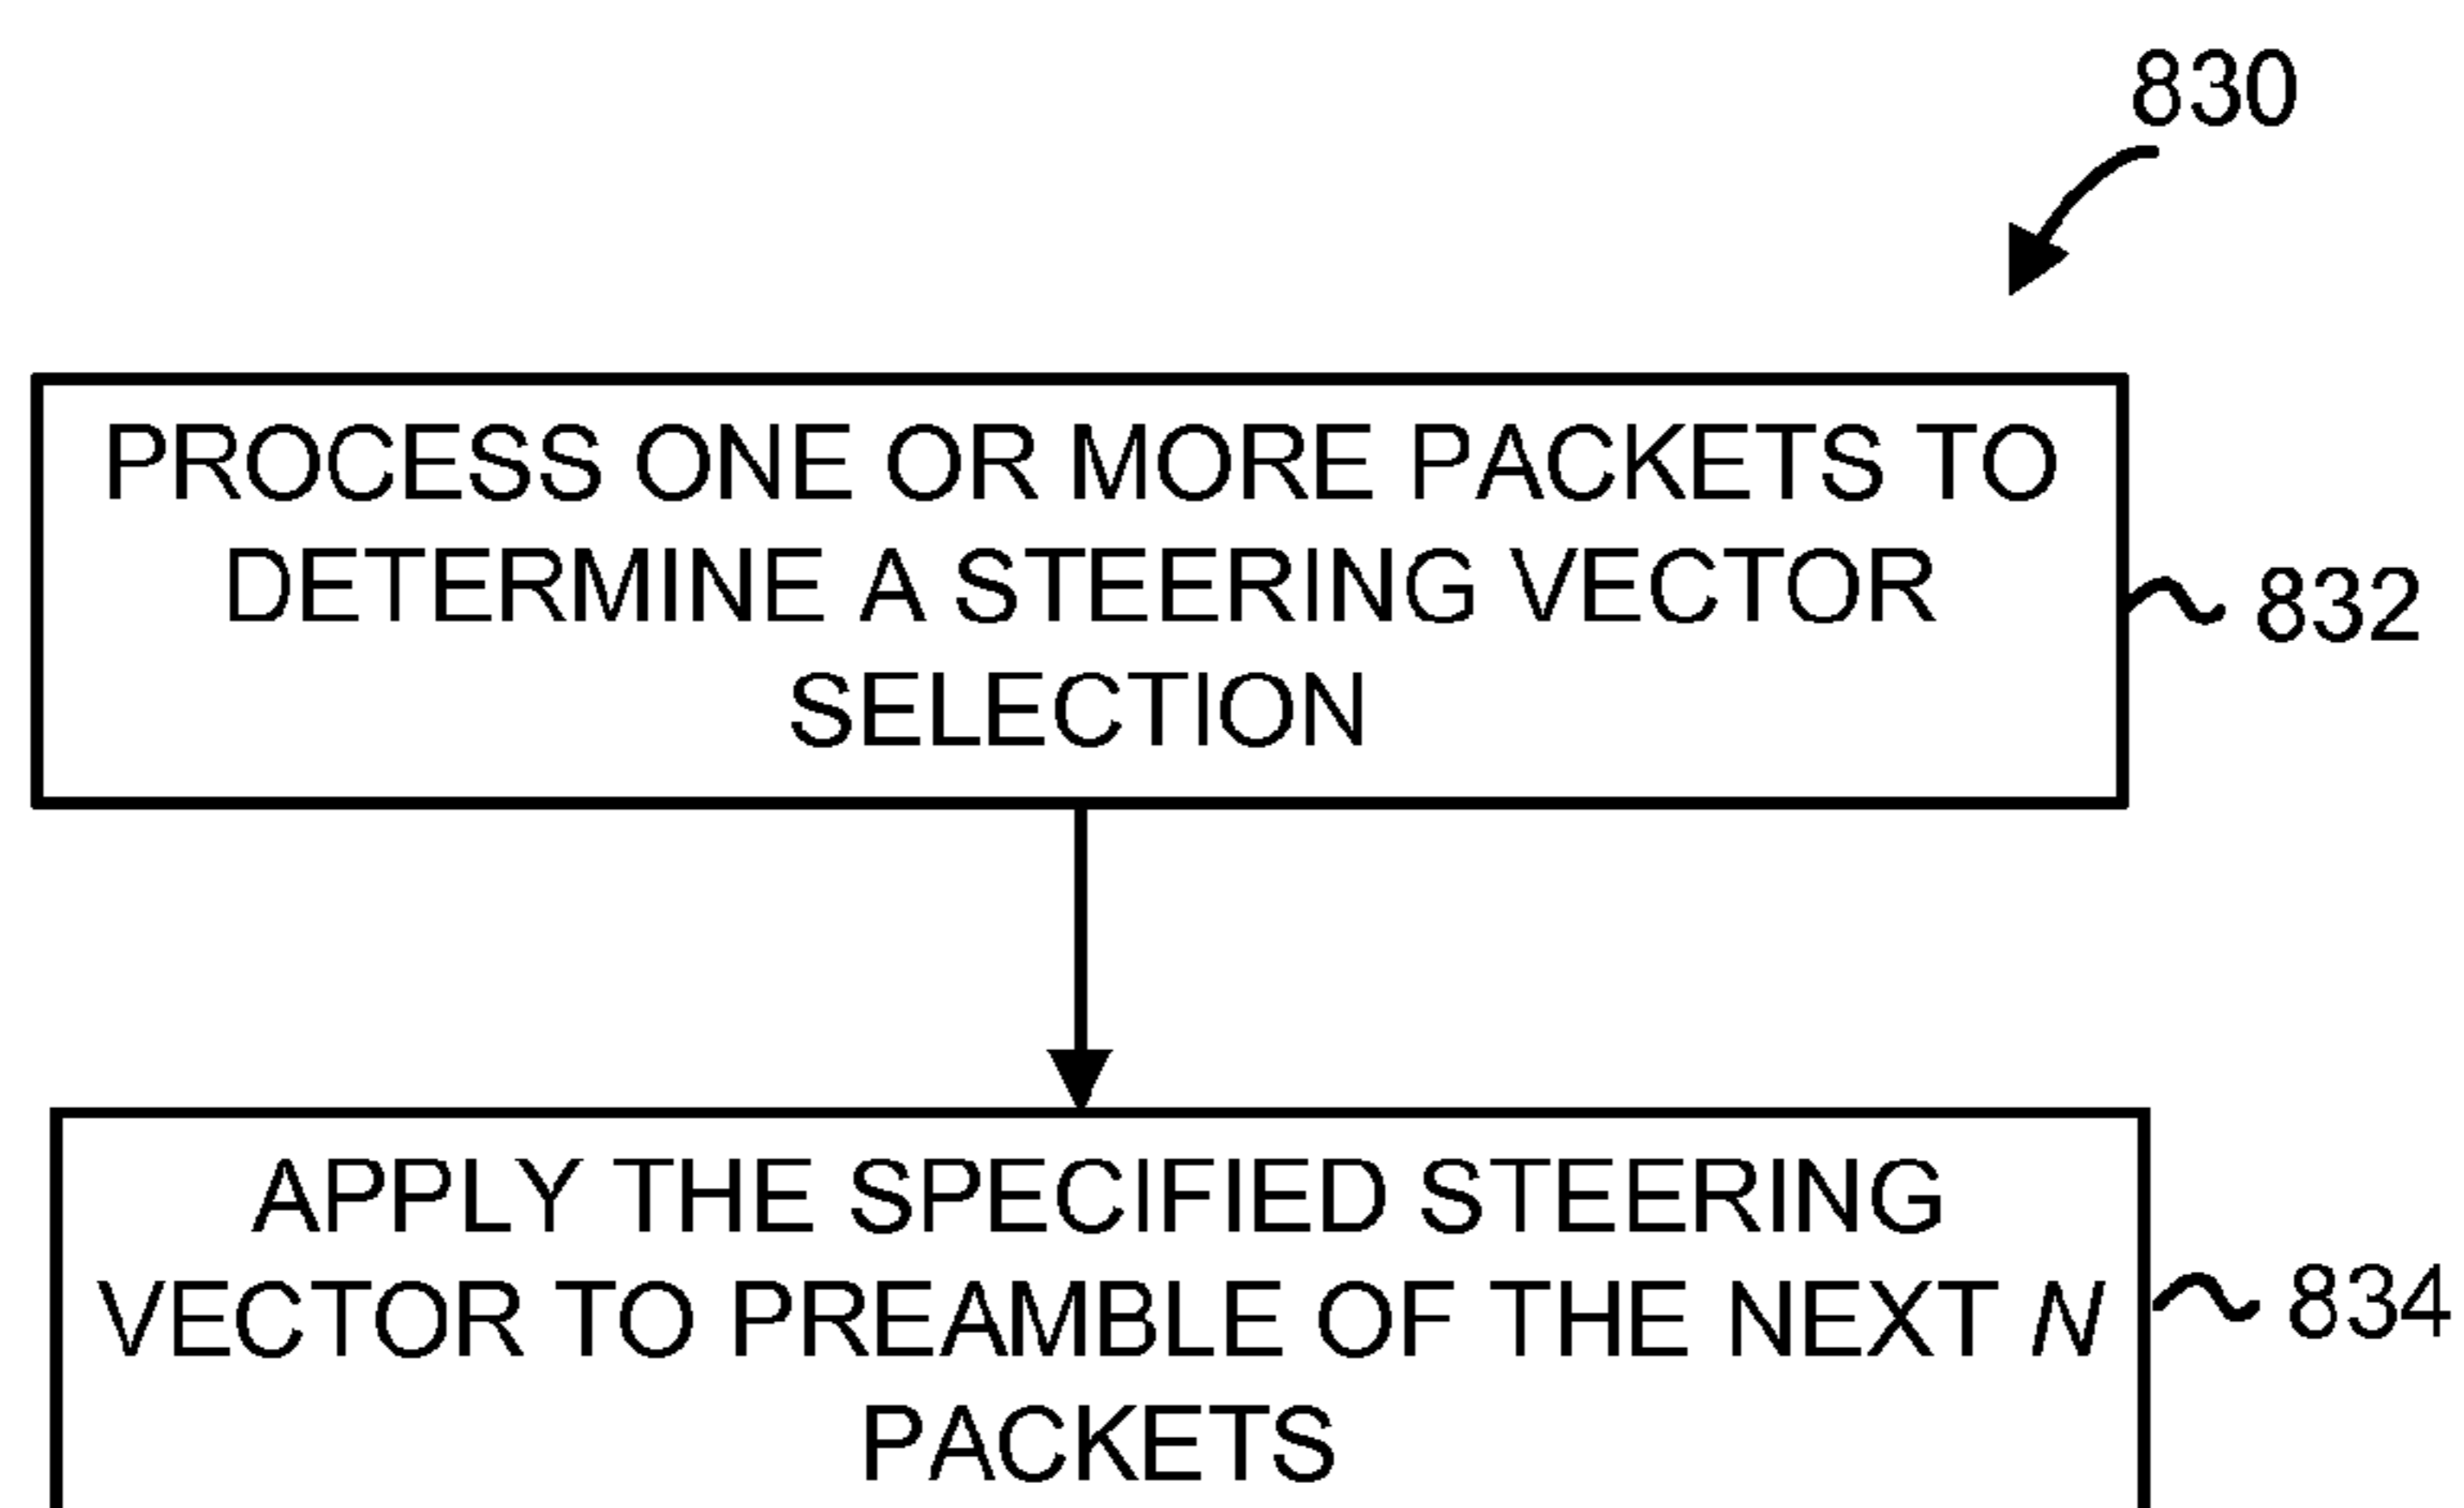 830
PROCESS ONE OR MORE PACKETS TO
DETERMINE A STEERING VECTOR
SELECTION
832
APPLY THE SPECIFIED STEERING
VECTOR TO PREAMBLE OF THE NEXT N
PACKETS
834